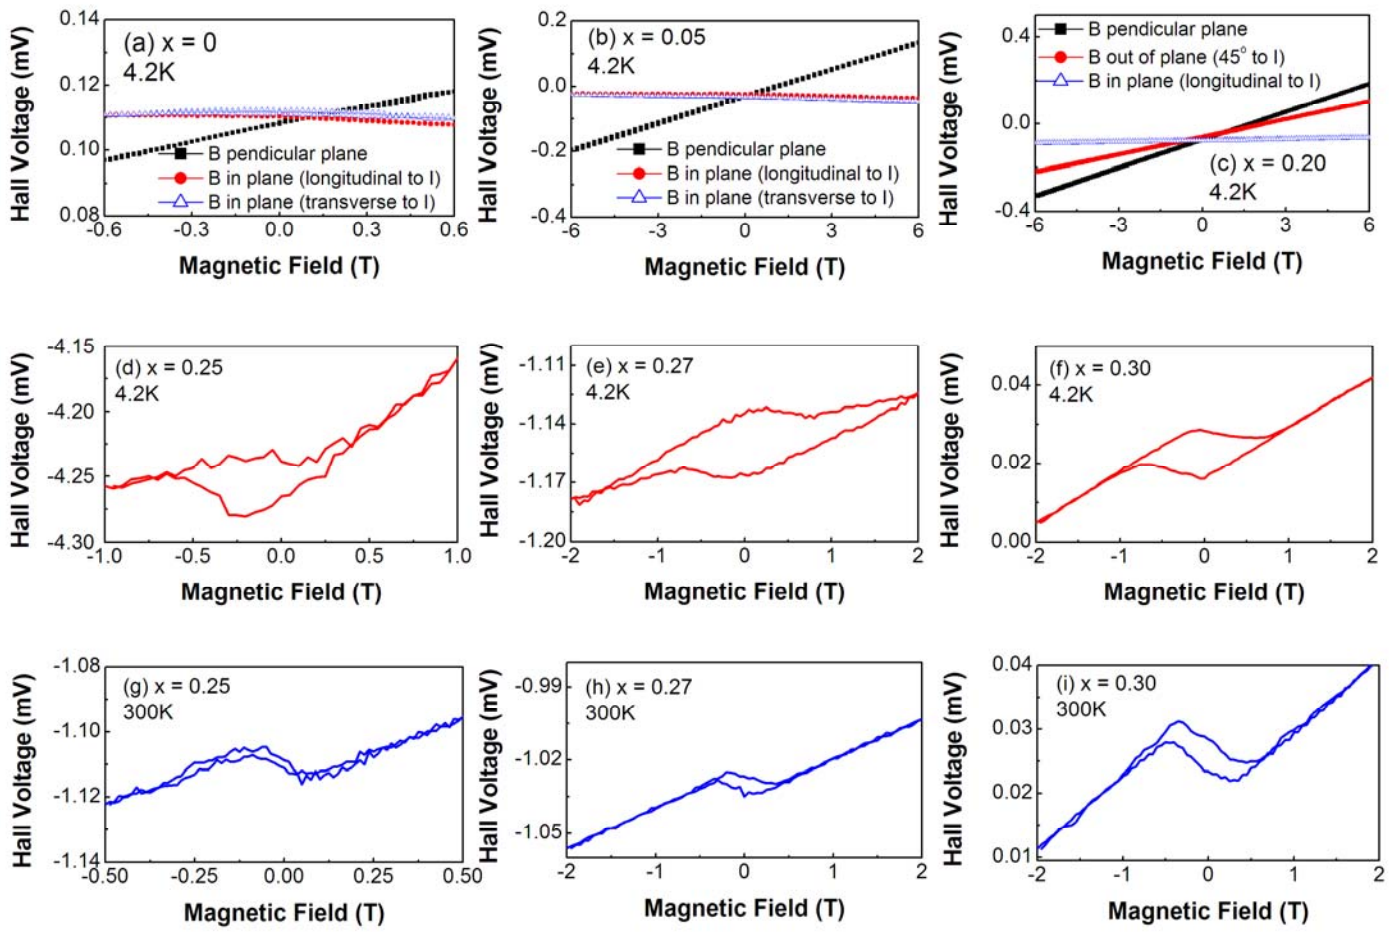 Hall Voltage (mV)
0.14
0.12
0.10
0.08
(a) x = 0
4.2K
B pendicular plane
B in plane (longitudinal to I)
B in plane (transverse to I)
-0.6 -0.3 0.0 0.3 0.6
Magnetic Field (T)
Hall Voltage (mV)
0.2
0.0
-0.2
-0.4
(b) x = 0.05
4.2K
B pendicular plane
B in plane (longitudinal to I)
B in plane (transverse to I)
-6 -3 0 3 6
Magnetic Field (T)
Hall Voltage (mV)
0.4
0.0
-0.4
B pendicular plane
B out of plane (45° to I)
B in plane (longitudinal to I)
(c) x = 0.20
4.2K
-6 -3 0 3 6
Magnetic Field (T)
Hall Voltage (mV)
-4.15
-4.20
-4.25
-4.30
(d) x = 0.25
4.2K
-1.0 -0.5 0.0 0.5 1.0
Magnetic Field (T)
Hall Voltage (mV)
-1.11
-1.14
-1.17
-1.20
(e) x = 0.27
4.2K
-2 -1 0 1 2
Magnetic Field (T)
Hall Voltage (mV)
0.04
0.02
0.00
(f) x = 0.30
4.2K
-2 -1 0 1 2
Magnetic Field (T)
Hall Voltage (mV)
-1.08
-1.10
-1.12
-1.14
(g) x = 0.25
300K
-0.50 -0.25 0.00 0.25 0.50
Magnetic Field (T)
Hall Voltage (mV)
-0.99
-1.02
-1.05
(h) x = 0.27
300K
-2 -1 0 1 2
Magnetic Field (T)
Hall Voltage (mV)
0.04
0.03
0.02
0.01
(i) x = 0.30
300K
-2 -1 0 1 2
Magnetic Field (T)